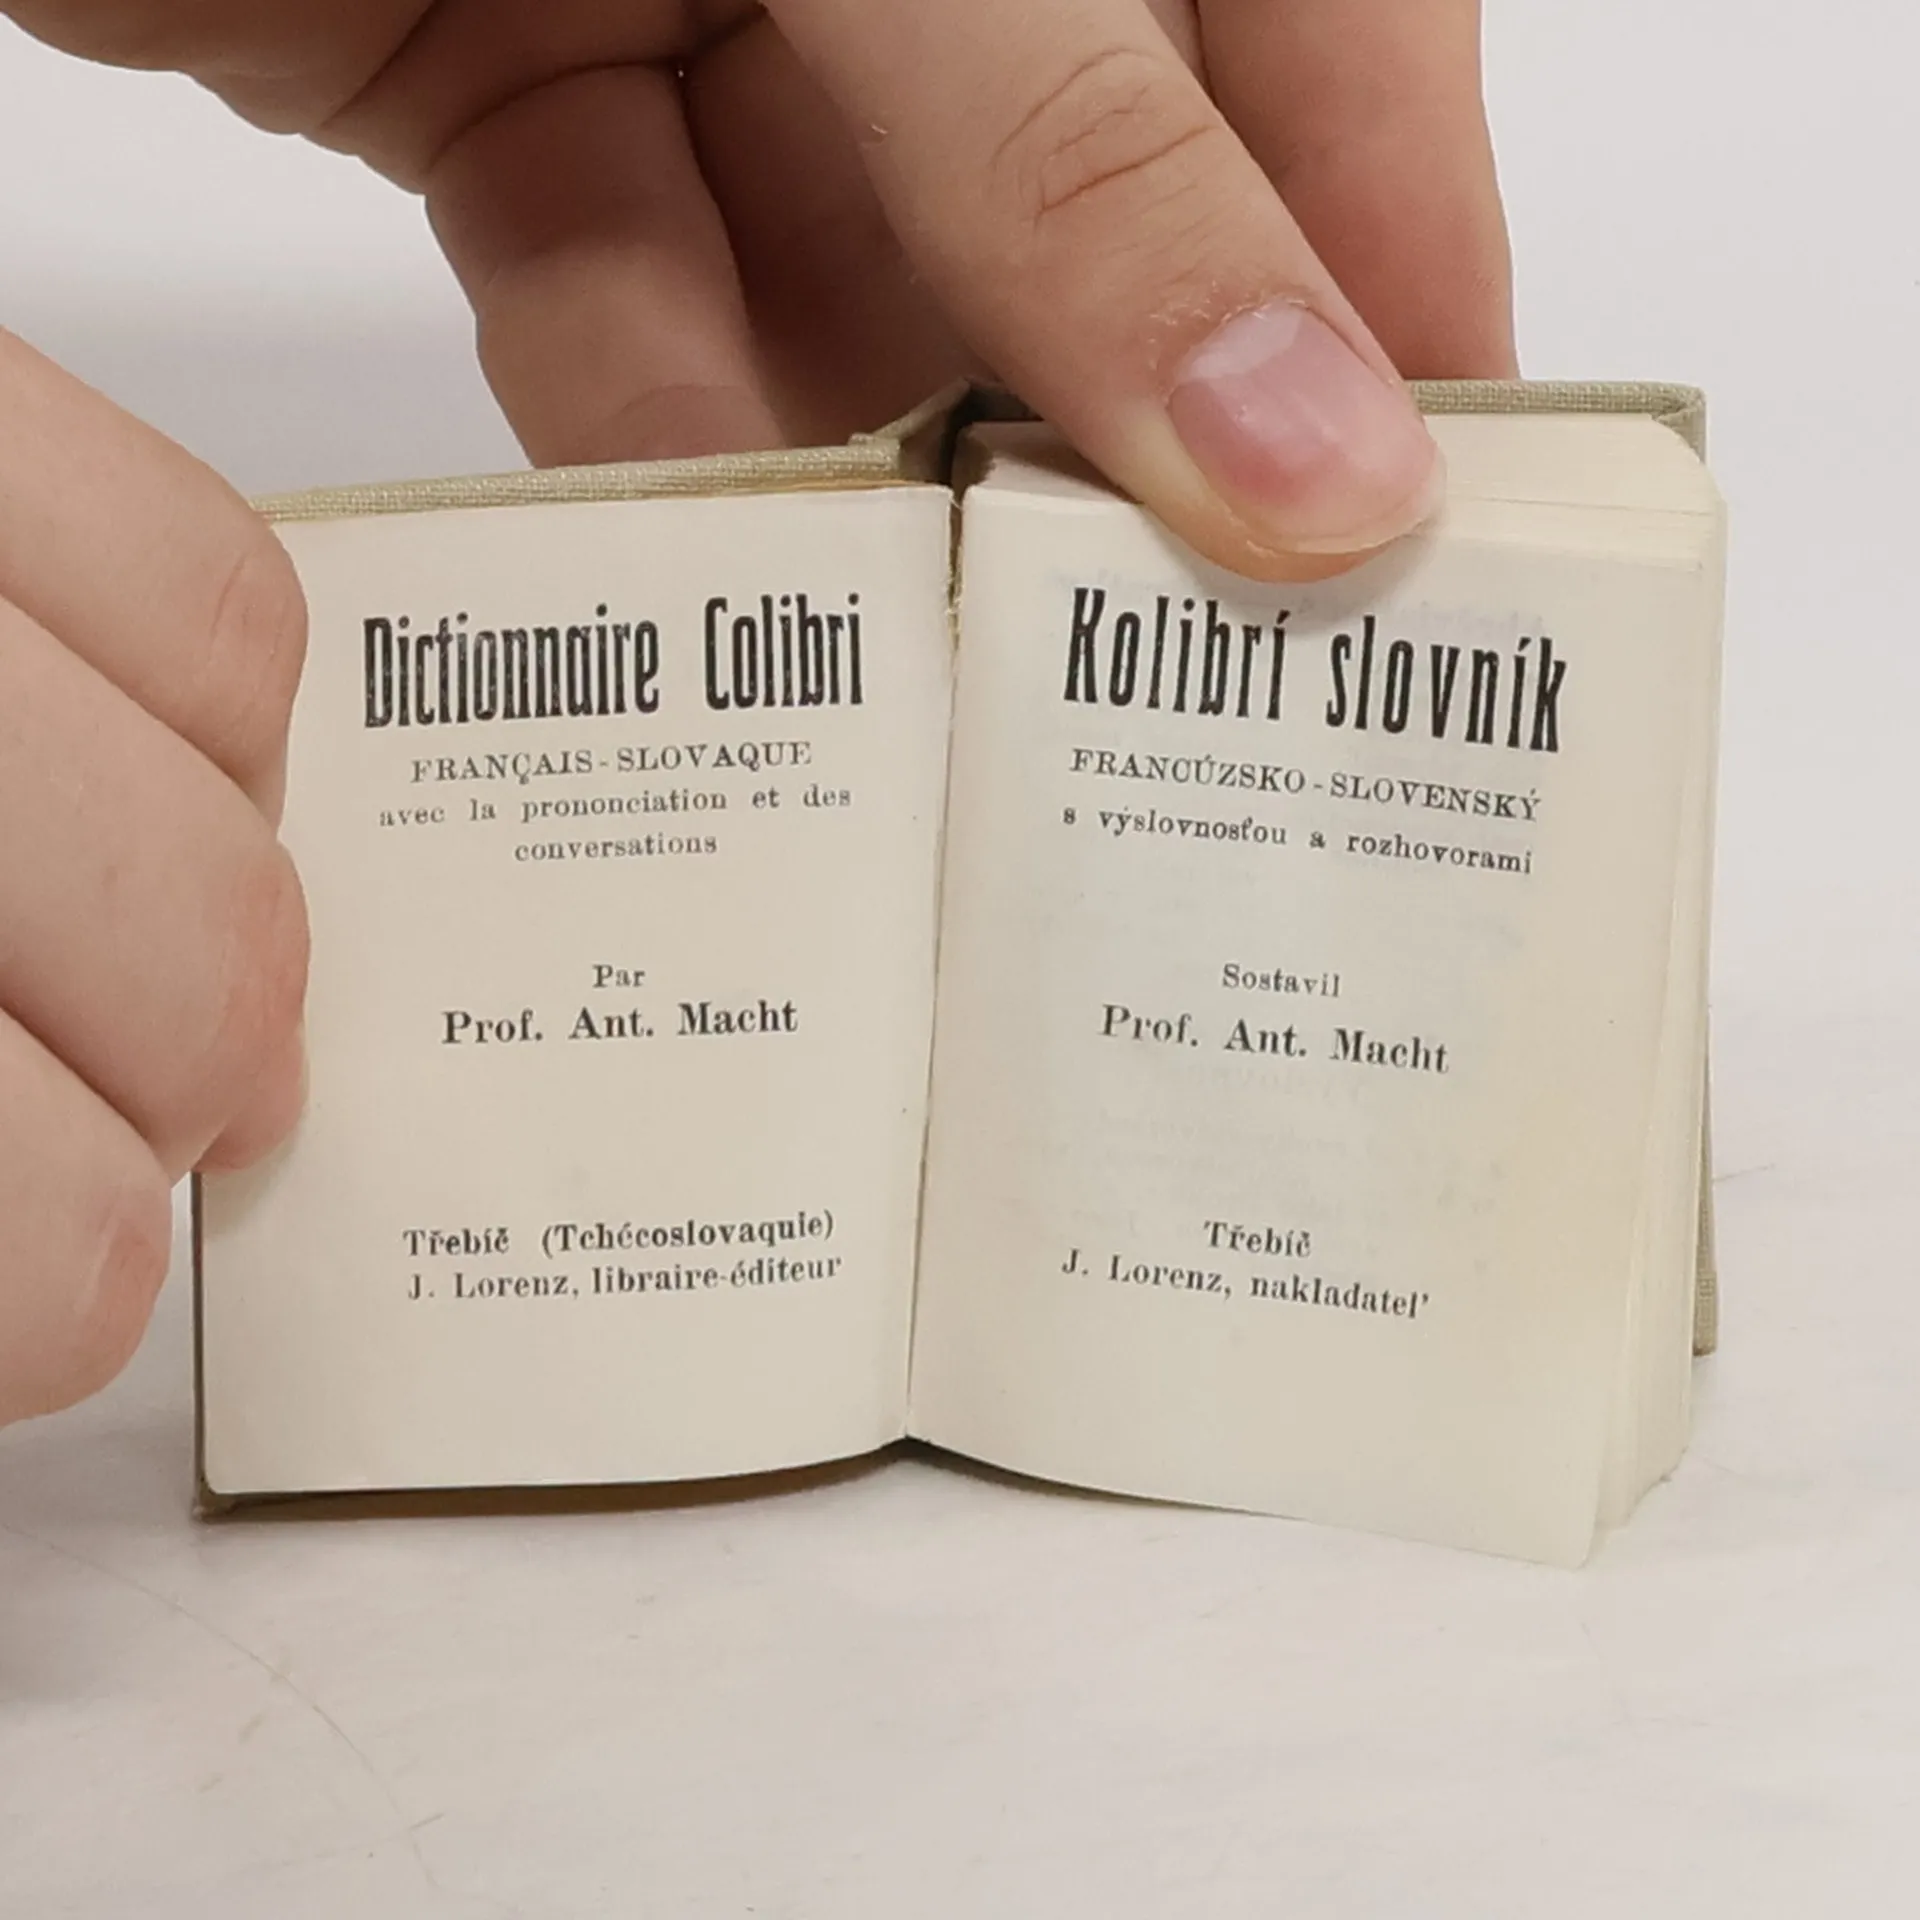 Dictionnaire Colibri
FRANÇAIS-SLOVAQUE
avec la prononciation et des
conversations
Par
Prof. Ant. Macht
Třebíč (Tchécoslovaquie)
J. Lorenz, libraire-éditeur
Kolibrí slovník
FRANCÚZSKO-SLOVENSKÝ
s výslovnosťou a rozhovorami
Sostavil
Prof. Ant. Macht
Třebíč
J. Lorenz, nakladateľ